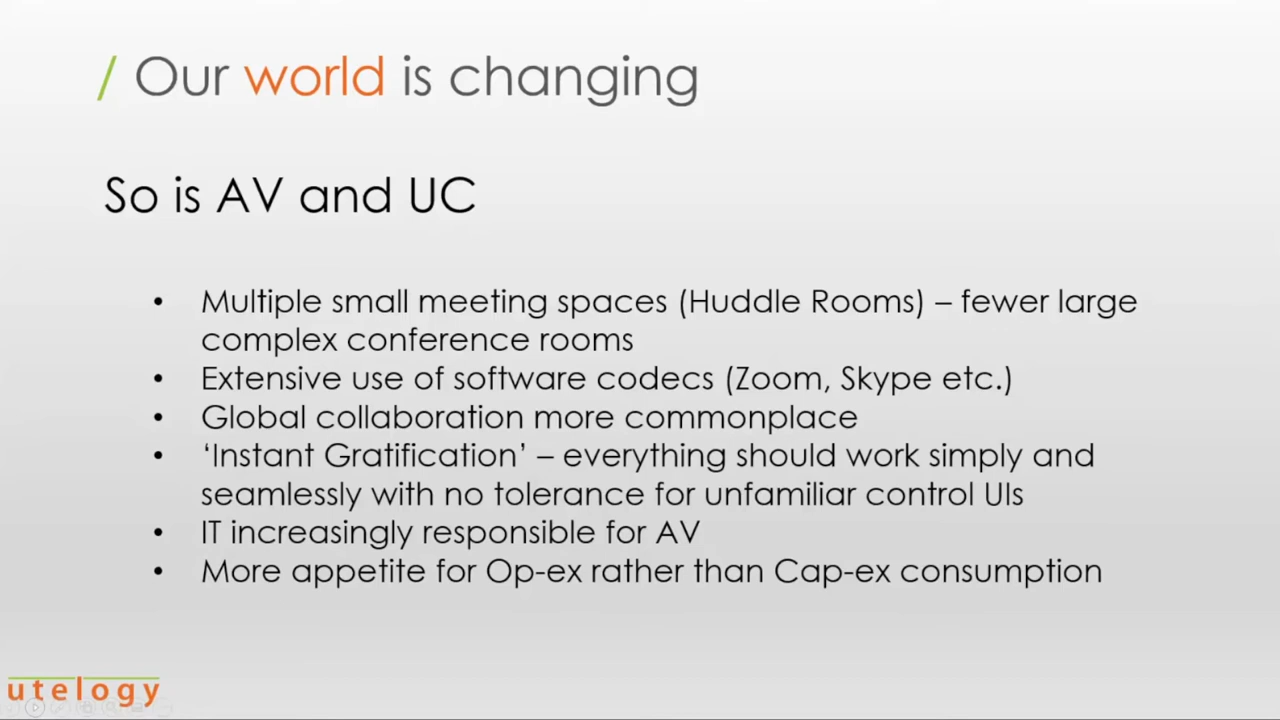 / Our world is changing
So is AV and UC
• Multiple small meeting spaces (Huddle Rooms) – fewer large
complex conference rooms
• Extensive use of software codecs (Zoom, Skype etc.)
• Global collaboration more commonplace
• ‘Instant Gratification’ – everything should work simply and
seamlessly with no tolerance for unfamiliar control UIs
• IT increasingly responsible for AV
• More appetite for Op-ex rather than Cap-ex consumption
utelogy